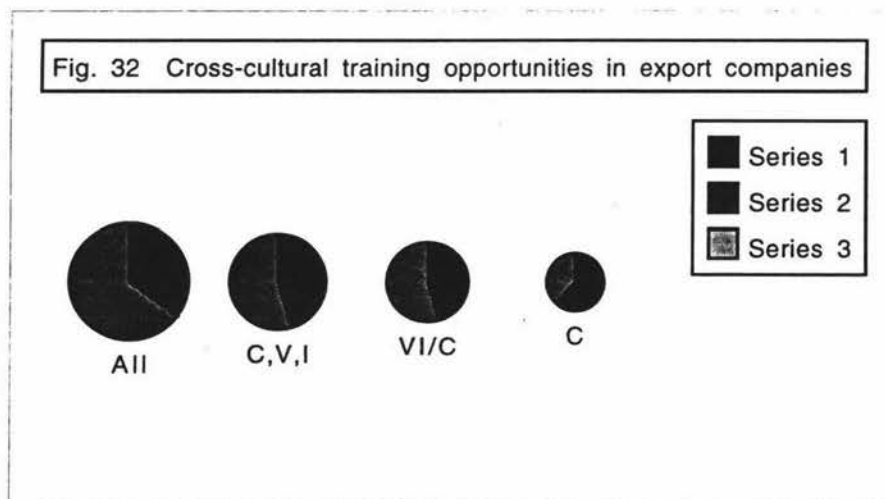 Fig. 32 Cross-cultural training opportunities in export companies
Series 1
Series 2
Series 3
All
C,V,I
VI/C
C